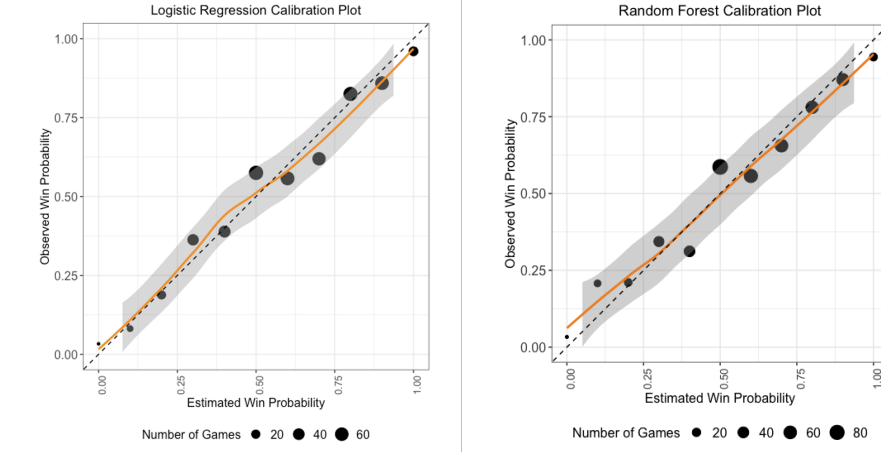 Logistic Regression Calibration Plot
Observed Win Probability
1.00
0.75
0.50
0.25
0.00
0.00
0.25
0.50
0.75
1.00
Estimated Win Probability
Number of Games 20 40 60
Random Forest Calibration Plot
Observed Win Probability
1.00
0.75
0.50
0.25
0.00
0.00
0.25
0.50
0.75
1.00
Estimated Win Probability
Number of Games 20 40 60 80